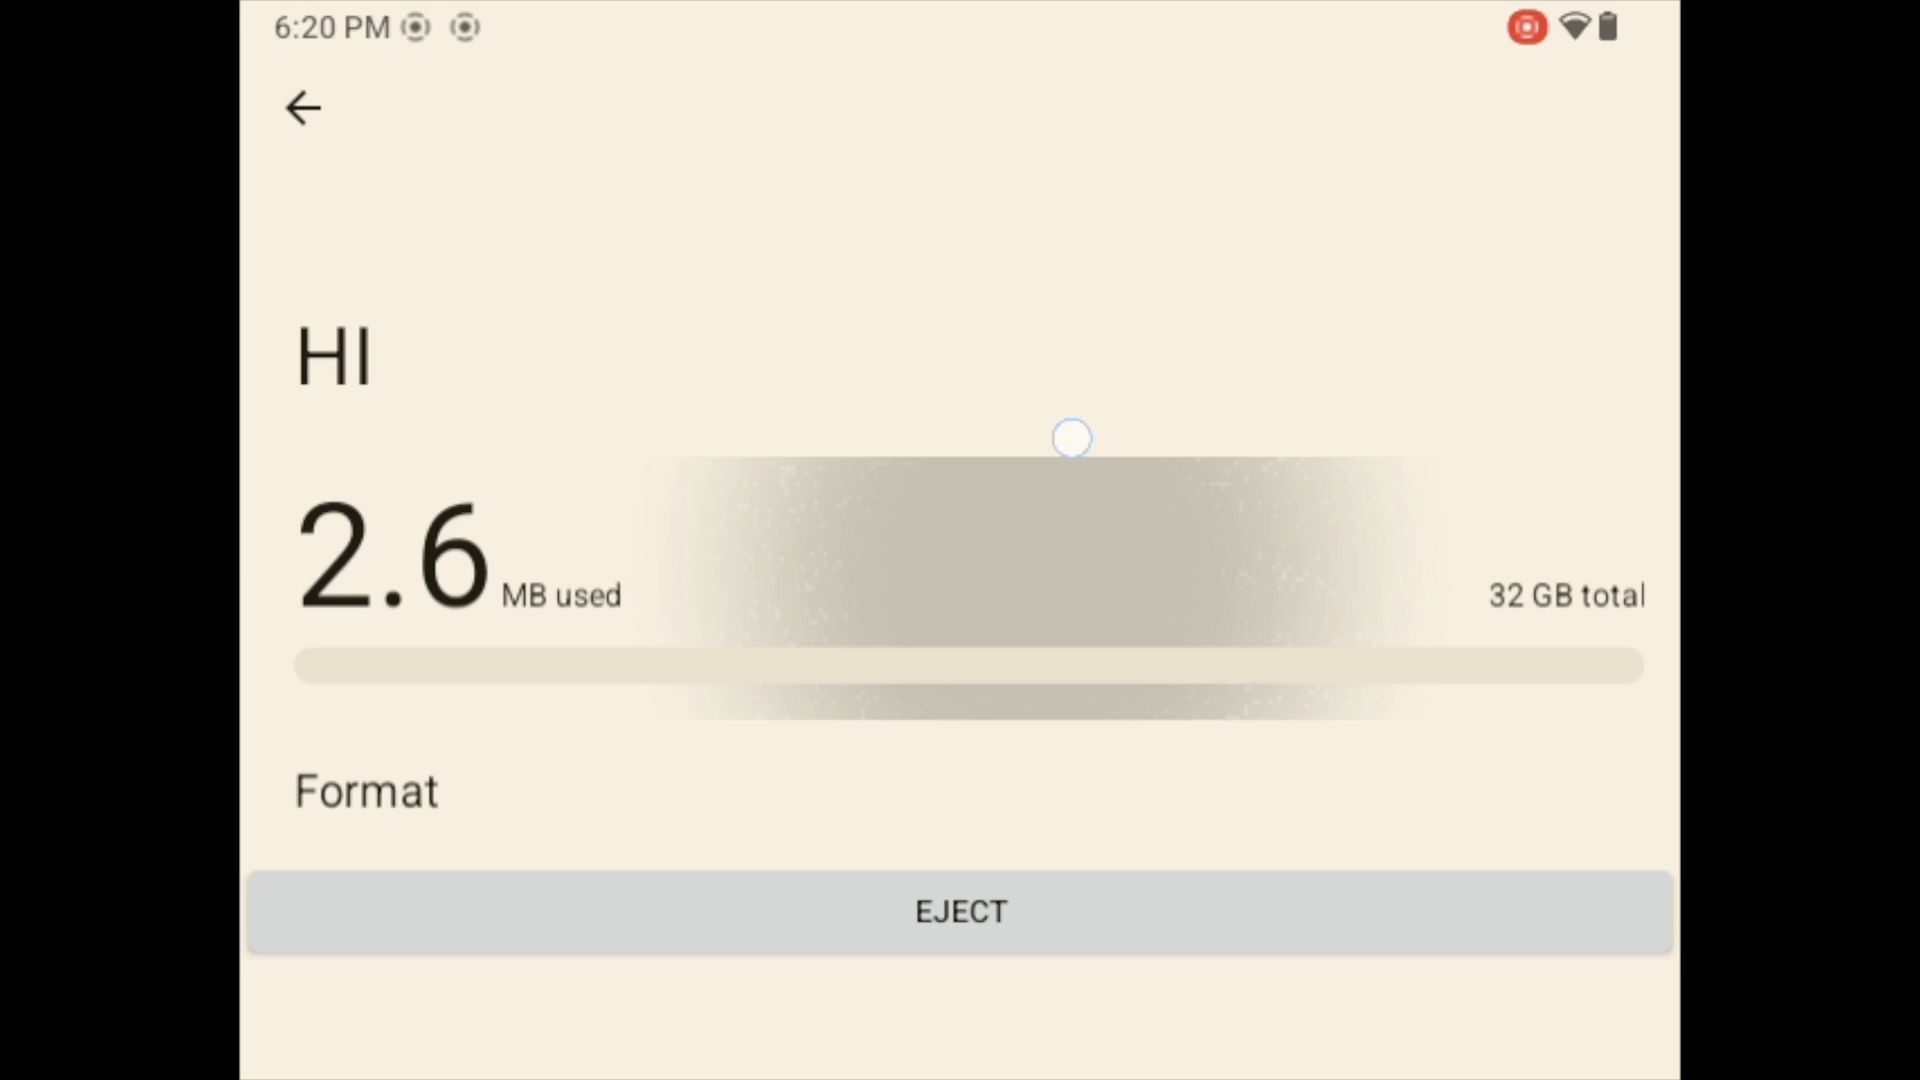 6:20 PM
HI
2.6 MB used
32 GB total
Format
EJECT